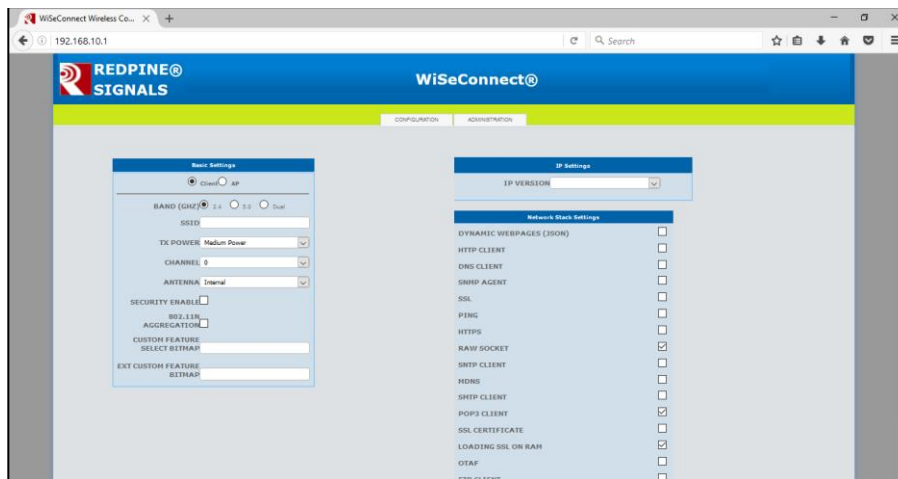 WiSeConnect Wireless Co...
192.168.10.1
Search
REDPINE®
SIGNALS
WiSeConnect®
CONFIGURATION
ADMINISTRATION
Basic Settings
Client AP
BAND (GHZ) 2.4 5.0 Dual
SSID
TX POWER Medium Power
CHANNEL 0
ANTENNA Internal
SECURITY ENABLE
802.11N
AGGREGATION
CUSTOM FEATURE
SELECT BITMAP
EXT CUSTOM FEATURE
BITMAP
IP Settings
IP VERSION
Network Stack Settings
DYNAMIC WEBPAGES (JSON)
HTTP CLIENT
DNS CLIENT
SNMP AGENT
SSL
PING
HTTPS
RAW SOCKET
SNTP CLIENT
MDNS
SMTP CLIENT
POP3 CLIENT
SSL CERTIFICATE
LOADING SSL ON RAM
OTAF